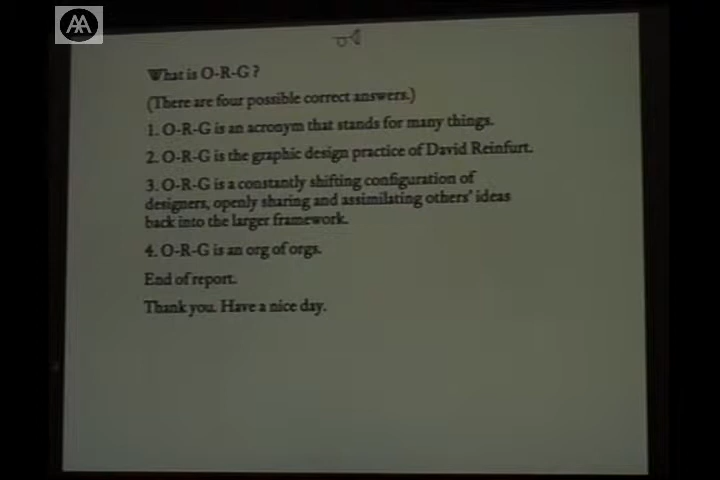 AA
What is O-R-G?
(There are four possible correct answers.)
1. O-R-G is an acronym that stands for many things.
2. O-R-G is the graphic design practice of David Reinfurt.
3. O-R-G is a constantly shifting configuration of
designers, openly sharing and assimilating others' ideas
back into the larger framework.
4. O-R-G is an org of orgs.
End of report.
Thank you. Have a nice day.